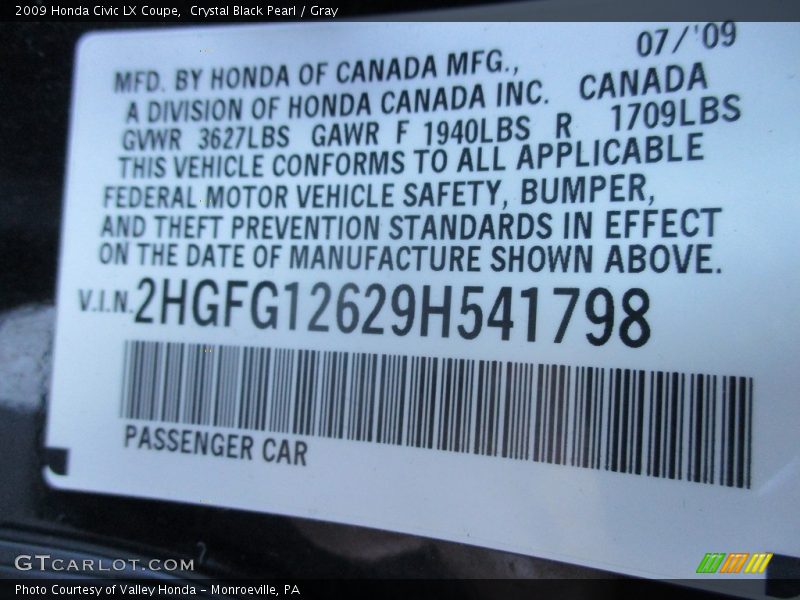 2009 Honda Civic LX Coupe,  Crystal Black Pearl / Gray
07/'09
MFD. BY HONDA OF CANADA MFG.,
A DIVISION OF HONDA CANADA INC. CANADA
GVWR 3627LBS GAWR F 1940LBS R 1709LBS
THIS VEHICLE CONFORMS TO ALL APPLICABLE
FEDERAL MOTOR VEHICLE SAFETY, BUMPER,
AND THEFT PREVENTION STANDARDS IN EFFECT
ON THE DATE OF MANUFACTURE SHOWN ABOVE.
V.I.N. 2HGFG12629H541798
PASSENGER CAR
GTCARLOT.COM
Photo Courtesy of Valley Honda - Monroeville, PA